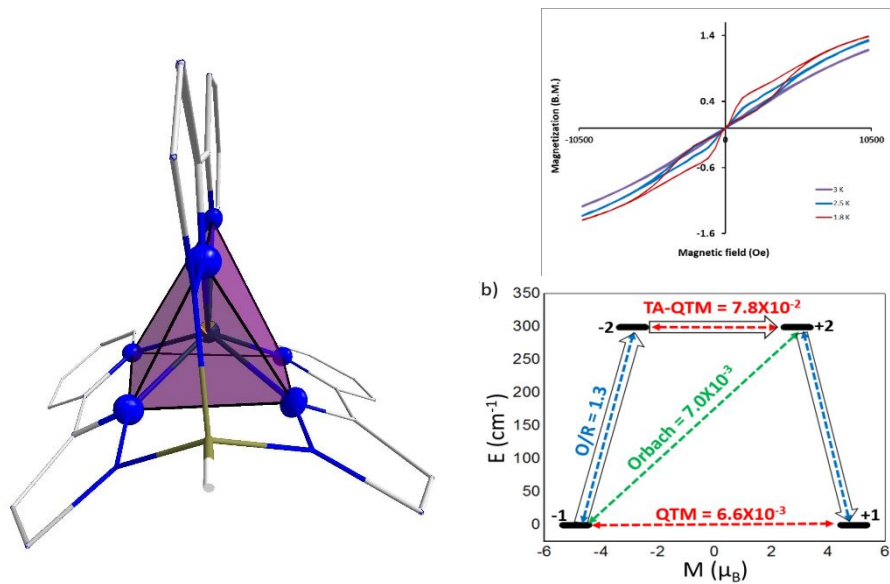 1.4
0.4
-0.6
-1.6
-10500
0
10500
Magnetization (B.M.)
Magnetic field (Oe)
3 K
2.5 K
1.8 K
b)
350
300
250
200
150
100
50
0
E (cm⁻¹)
-2
TA-QTM = 7.8X10⁻²
+2
O/R = 1.3
Orbach = 7.0X10⁻³
-1
QTM = 6.6X10⁻³
+1
-6 -4 -2 0 2 4 6
M (μB)